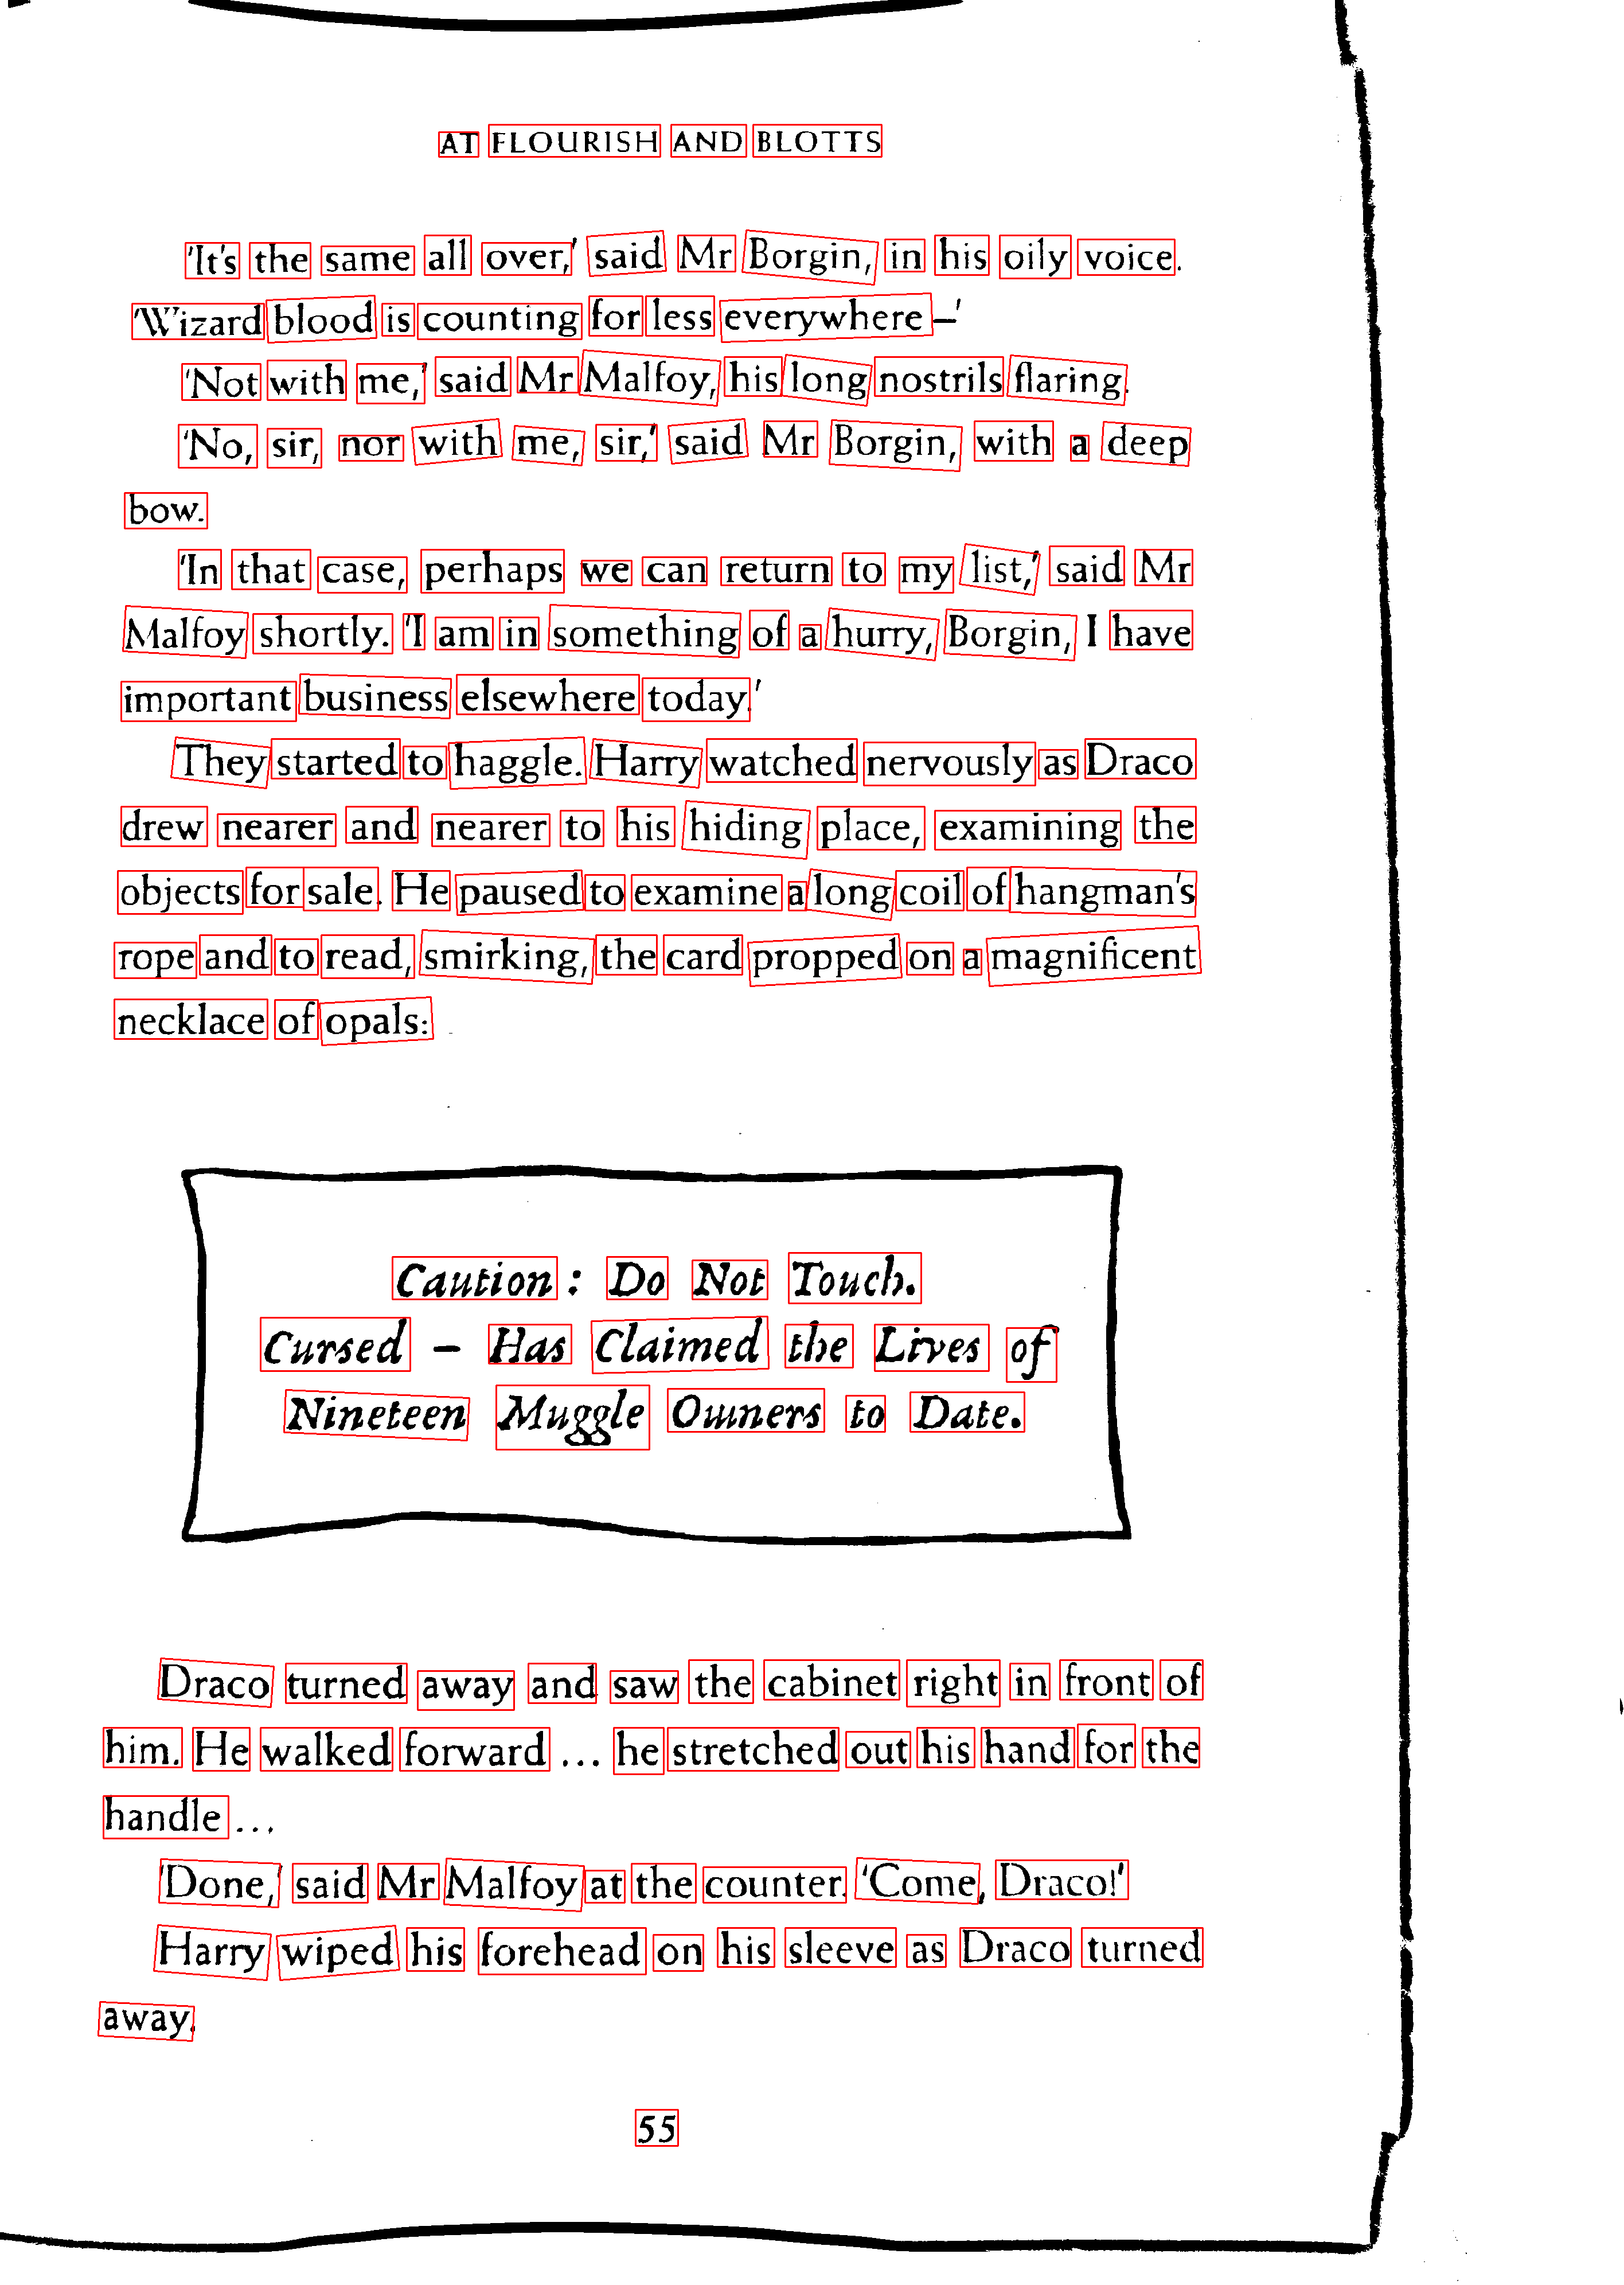 AT FLOURISH AND BLOTTS
'It's the same all over,' said Mr Borgin, in his oily voice.
'Wizard blood is counting for less everywhere –'
'Not with me,' said Mr Malfoy, his long nostrils flaring.
'No, sir, nor with me, sir,' said Mr Borgin, with a deep
bow.
'In that case, perhaps we can return to my list,' said Mr
Malfoy shortly. 'I am in something of a hurry, Borgin, I have
important business elsewhere today.'
They started to haggle. Harry watched nervously as Draco
drew nearer and nearer to his hiding place, examining the
objects for sale. He paused to examine a long coil of hangman's
rope and to read, smirking, the card propped on a magnificent
necklace of opals:
Caution: Do Not Touch.
Cursed – Has Claimed the Lives of
Nineteen Muggle Owners to Date.
Draco turned away and saw the cabinet right in front of
him. He walked forward ... he stretched out his hand for the
handle ...
'Done,' said Mr Malfoy at the counter. 'Come, Draco!'
Harry wiped his forehead on his sleeve as Draco turned
away.
55